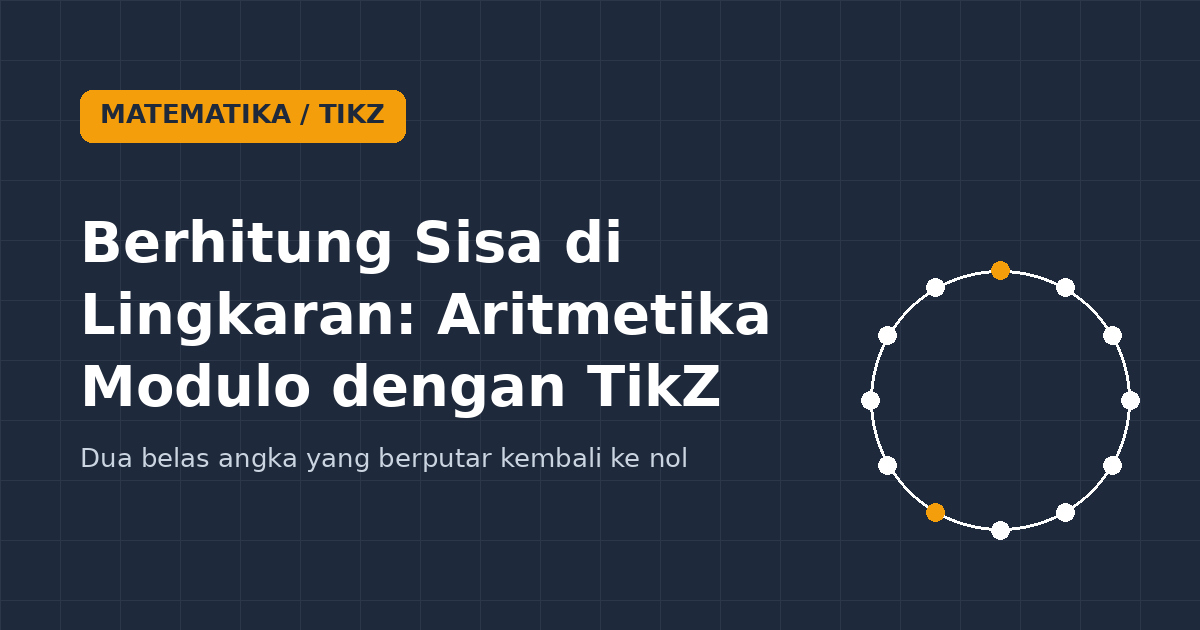 MATEMATIKA / TIKZ
Berhitung Sisa di
Lingkaran: Aritmetika
Modulo dengan TikZ
Dua belas angka yang berputar kembali ke nol